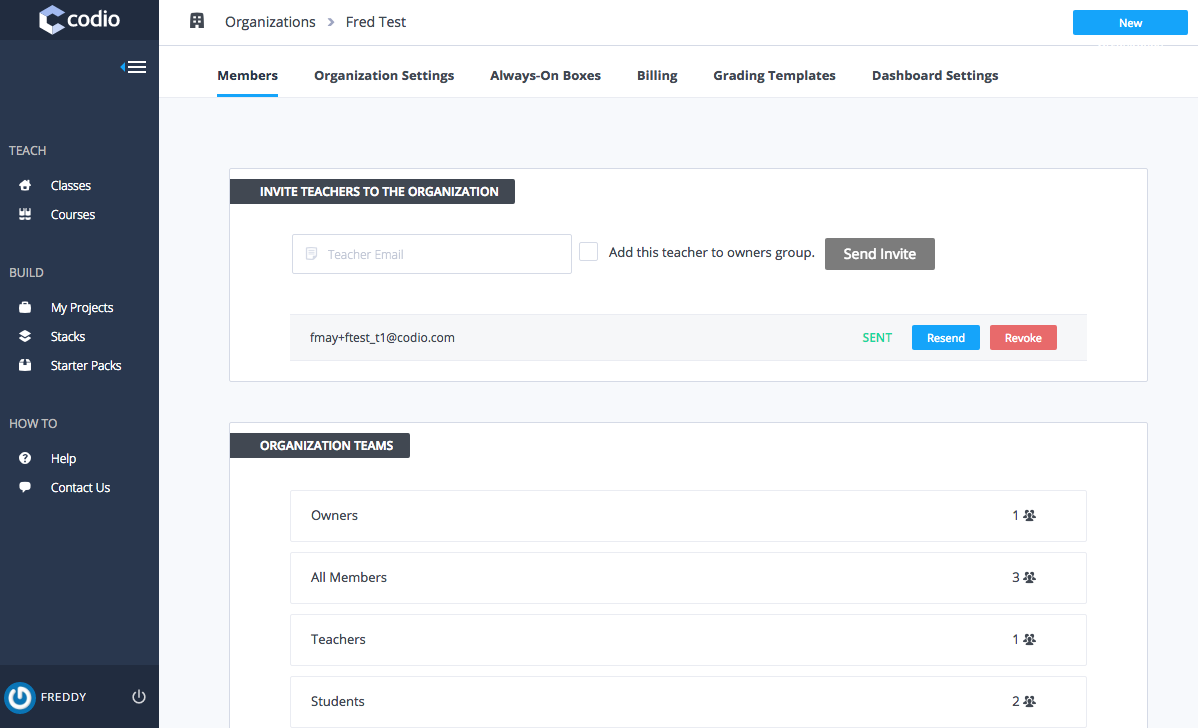 codio
Organizations > Fred Test
New
Members
Organization Settings
Always-On Boxes
Billing
Grading Templates
Dashboard Settings
TEACH
Classes
Courses
BUILD
My Projects
Stacks
Starter Packs
HOW TO
Help
Contact Us
FREDDY
INVITE TEACHERS TO THE ORGANIZATION
Teacher Email
Add this teacher to owners group.
Send Invite
fmay+ftest_t1@codio.com
SENT
Resend
Revoke
ORGANIZATION TEAMS
Owners
1
All Members
3
Teachers
1
Students
2